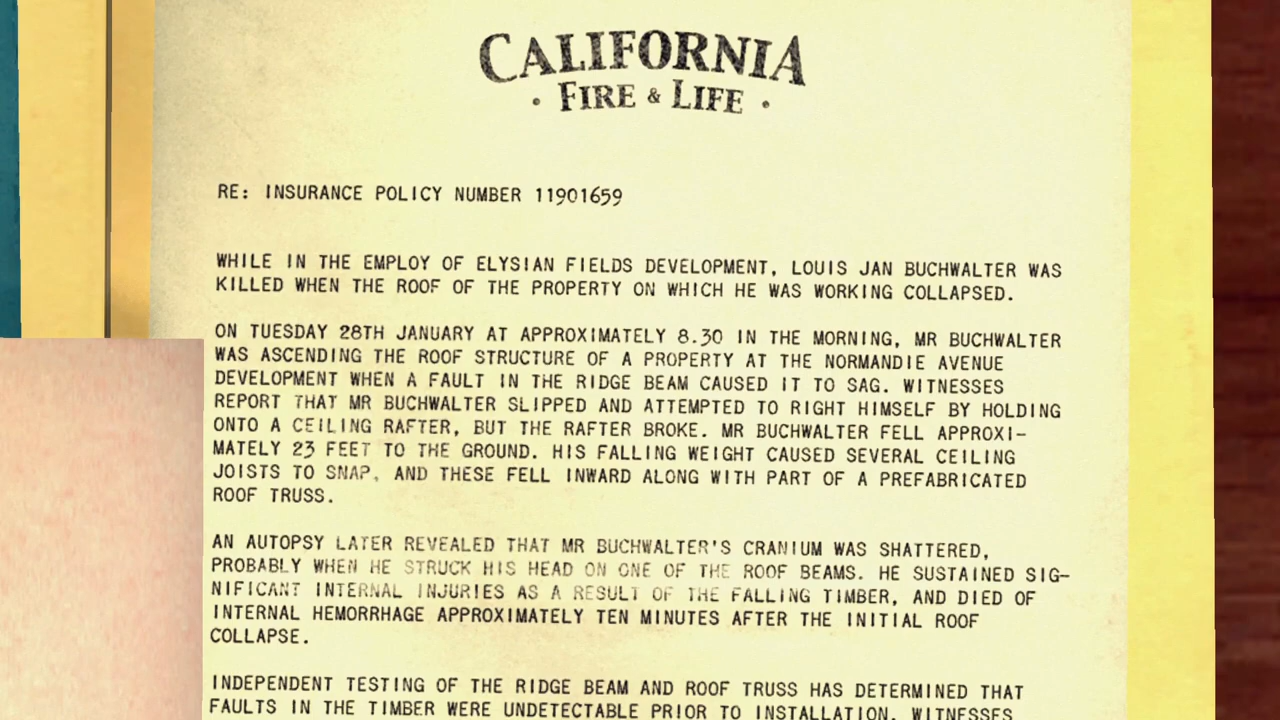 CALIFORNIA
· FIRE & LIFE ·
RE: INSURANCE POLICY NUMBER 11901659
WHILE IN THE EMPLOY OF ELYSIAN FIELDS DEVELOPMENT, LOUIS JAN BUCHWALTER WAS
KILLED WHEN THE ROOF OF THE PROPERTY ON WHICH HE WAS WORKING COLLAPSED.
ON TUESDAY 28TH JANUARY AT APPROXIMATELY 8.30 IN THE MORNING, MR BUCHWALTER
WAS ASCENDING THE ROOF STRUCTURE OF A PROPERTY AT THE NORMANDIE AVENUE
DEVELOPMENT WHEN A FAULT IN THE RIDGE BEAM CAUSED IT TO SAG. WITNESSES
REPORT THAT MR BUCHWALTER SLIPPED AND ATTEMPTED TO RIGHT HIMSELF BY HOLDING
ONTO A CEILING RAFTER, BUT THE RAFTER BROKE. MR BUCHWALTER FELL APPROXI-
MATELY 23 FEET TO THE GROUND. HIS FALLING WEIGHT CAUSED SEVERAL CEILING
JOISTS TO SNAP, AND THESE FELL INWARD ALONG WITH PART OF A PREFABRICATED
ROOF TRUSS.
AN AUTOPSY LATER REVEALED THAT MR BUCHWALTER'S CRANIUM WAS SHATTERED,
PROBABLY WHEN HE STRUCK HIS HEAD ON ONE OF THE ROOF BEAMS. HE SUSTAINED SIG-
NIFICANT INTERNAL INJURIES AS A RESULT OF THE FALLING TIMBER, AND DIED OF
INTERNAL HEMORRHAGE APPROXIMATELY TEN MINUTES AFTER THE INITIAL ROOF
COLLAPSE.
INDEPENDENT TESTING OF THE RIDGE BEAM AND ROOF TRUSS HAS DETERMINED THAT
FAULTS IN THE TIMBER WERE UNDETECTABLE PRIOR TO INSTALLATION. WITNESSES